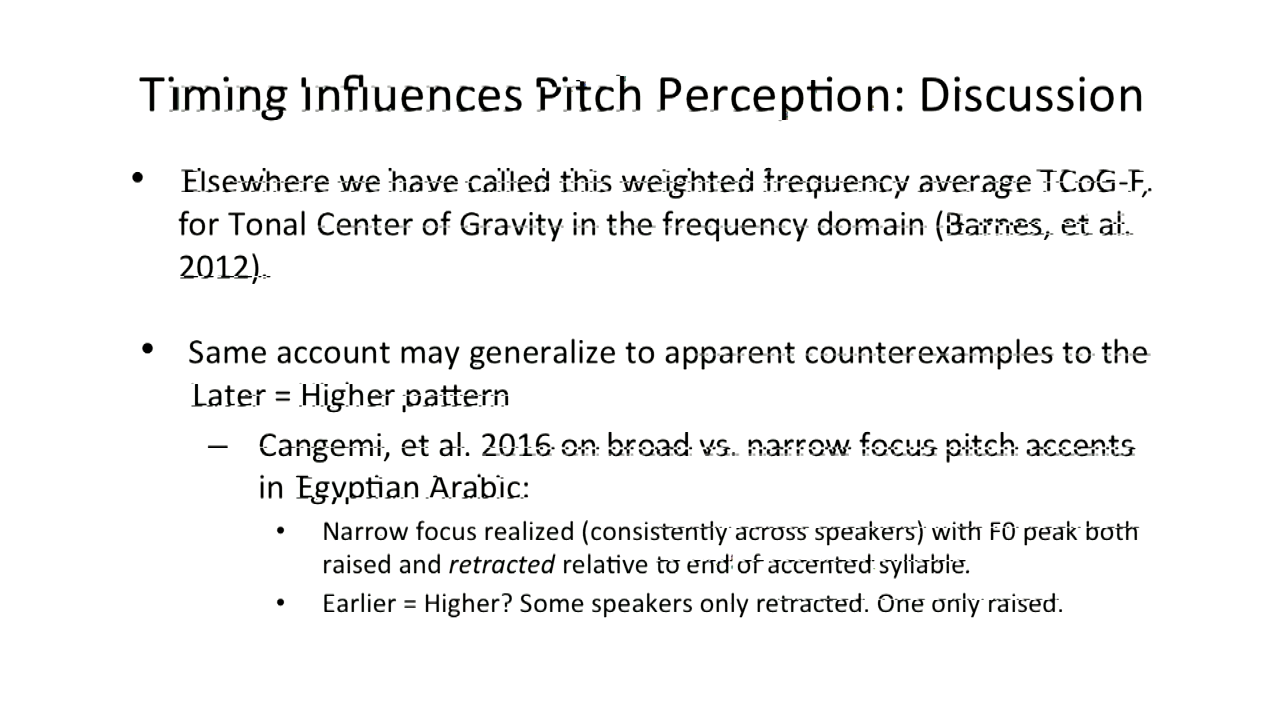 Timing Influences Pitch Perception: Discussion
• Elsewhere we have called this weighted frequency average TCoG-F,
for Tonal Center of Gravity in the frequency domain (Barnes, et al.
2012).
• Same account may generalize to apparent counterexamples to the
Later = Higher pattern
– Cangemi, et al. 2016 on broad vs. narrow focus pitch accents
in Egyptian Arabic:
• Narrow focus realized (consistently across speakers) with F0 peak both
raised and retracted relative to end of accented syllable.
• Earlier = Higher? Some speakers only retracted. One only raised.